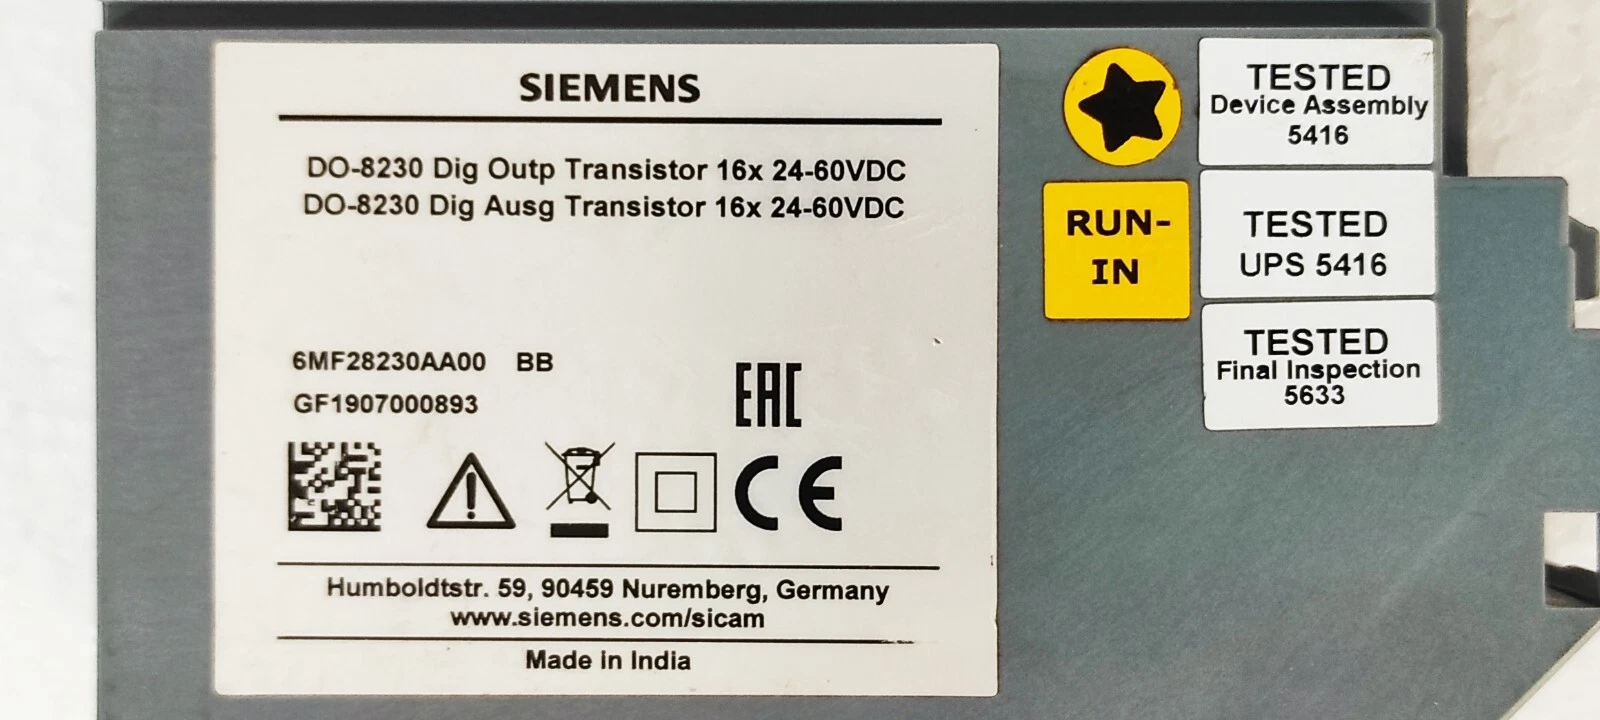 SIEMENS
DO-8230 Dig Outp Transistor 16x 24-60VDC
DO-8230 Dig Ausg Transistor 16x 24-60VDC
6MF28230AA00 BB
GF1907000893
EAC
CE
Humboldtstr. 59, 90459 Nuremberg, Germany
www.siemens.com/sicam
Made in India
RUN-
IN
TESTED
Device Assembly
5416
TESTED
UPS 5416
TESTED
Final Inspection
5633